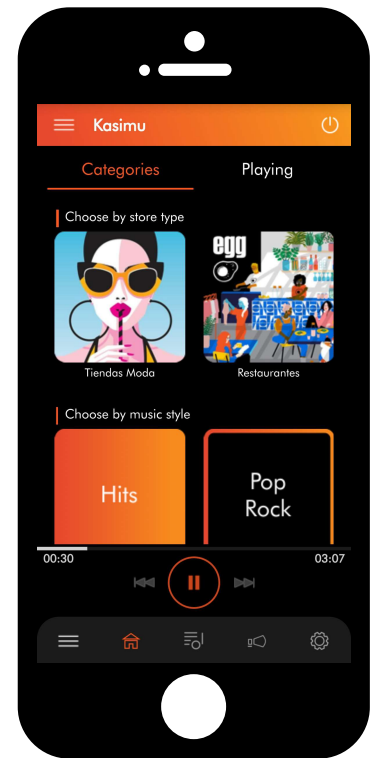 Kasimu
Categories
Playing
Choose by store type
egg
Tiendas Moda
Restaurantes
Choose by music style
Hits
Pop
Rock
00:30
03:07